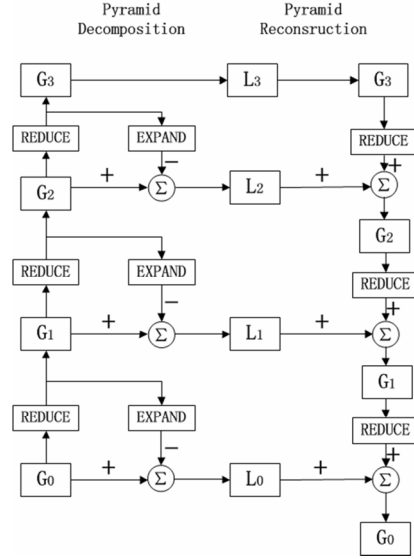 Pyramid Decomposition
Pyramid Reconsruction
G3 L3 G3
REDUCE EXPAND REDUCE
− +
G2 + Σ L2 + Σ
G2
REDUCE EXPAND REDUCE
− +
G1 + Σ L1 + Σ
G1
REDUCE EXPAND REDUCE
− +
G0 + Σ L0 + Σ
G0